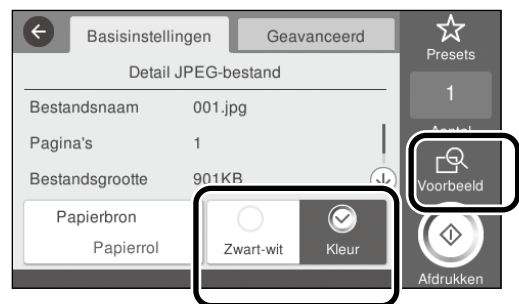 Basisinstellingen
Geavanceerd
Presets
Detail JPEG-bestand
Bestandsnaam 001.jpg
1
Pagina's 1
Aantal
Bestandsgrootte 901KB
Voorbeeld
Papierbron
Papierrol
Zwart-wit
Kleur
Afdrukken